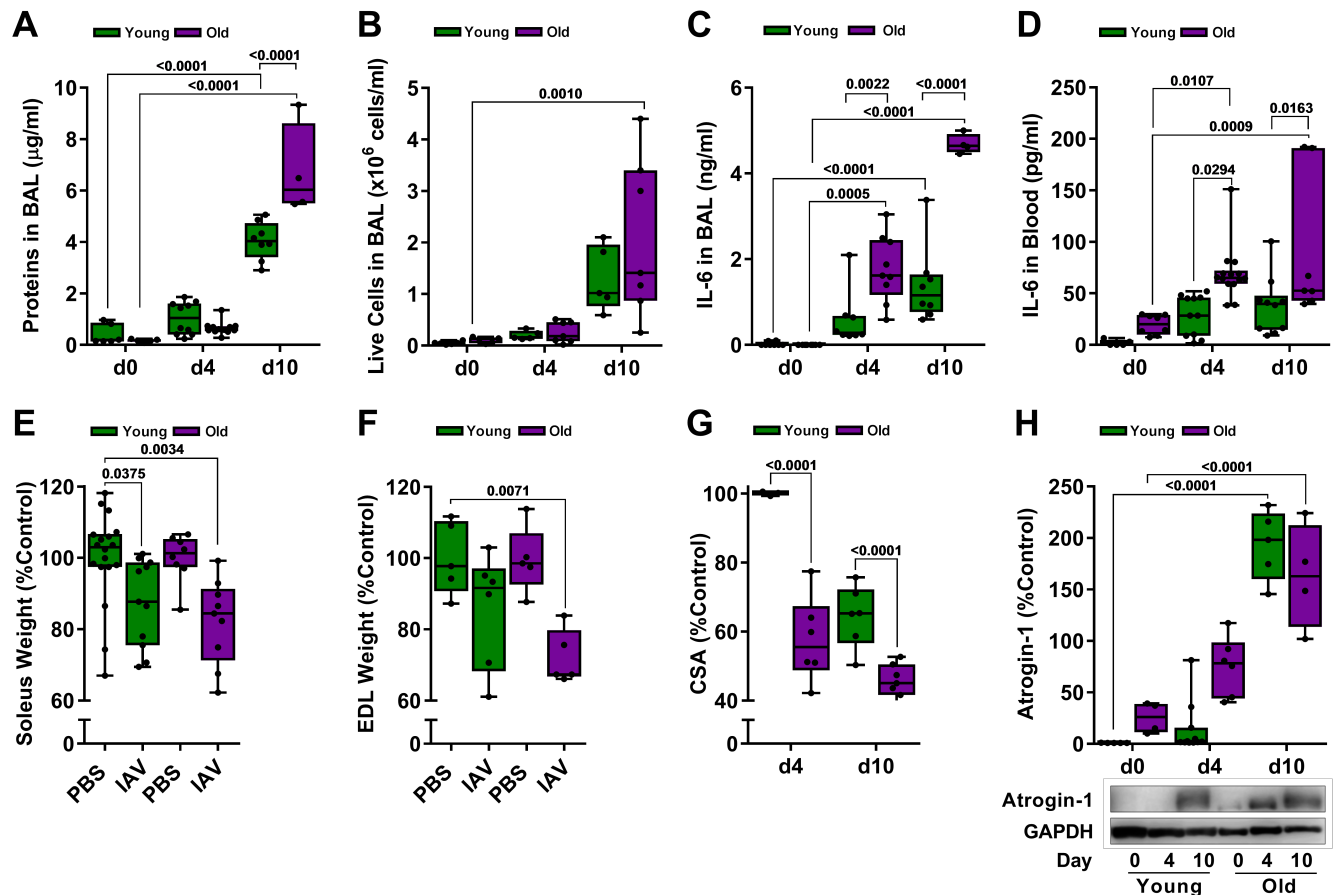 A
Young Old
<0.0001
<0.0001
<0.0001
Proteins in BAL (μg/ml)
10
8
6
4
2
0
d0 d4 d10
B
Young Old
0.0010
Live Cells in BAL (x10⁶ cells/ml)
5
4
3
2
1
0
d0 d4 d10
C
Young Old
0.0022 <0.0001
<0.0001
<0.0001
0.0005
IL-6 in BAL (ng/ml)
6
4
2
0
d0 d4 d10
D
Young Old
0.0107
0.0163
0.0009
0.0294
IL-6 in Blood (pg/ml)
250
200
150
100
50
0
d0 d4 d10
E
Young Old
0.0034
0.0375
Soleus Weight (%Control)
120
100
80
60
0
PBS IAV PBS IAV
F
Young Old
0.0071
EDL Weight (%Control)
120
100
80
60
0
PBS IAV PBS IAV
G
Young Old
<0.0001
<0.0001
CSA (%Control)
100
80
60
40
0
d4 d10
H
Young Old
<0.0001
<0.0001
Atrogin-1 (%Control)
250
200
150
100
50
0
d0 d4 d10
Atrogin-1
GAPDH
Day 0 4 10 0 4 10
Young Old